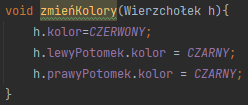 void zmieńKolory(Wierzchołek h){
h.kolor=CZERWONY;
h.lewyPotomek.kolor = CZARNY;
h.prawyPotomek.kolor = CZARNY;
}